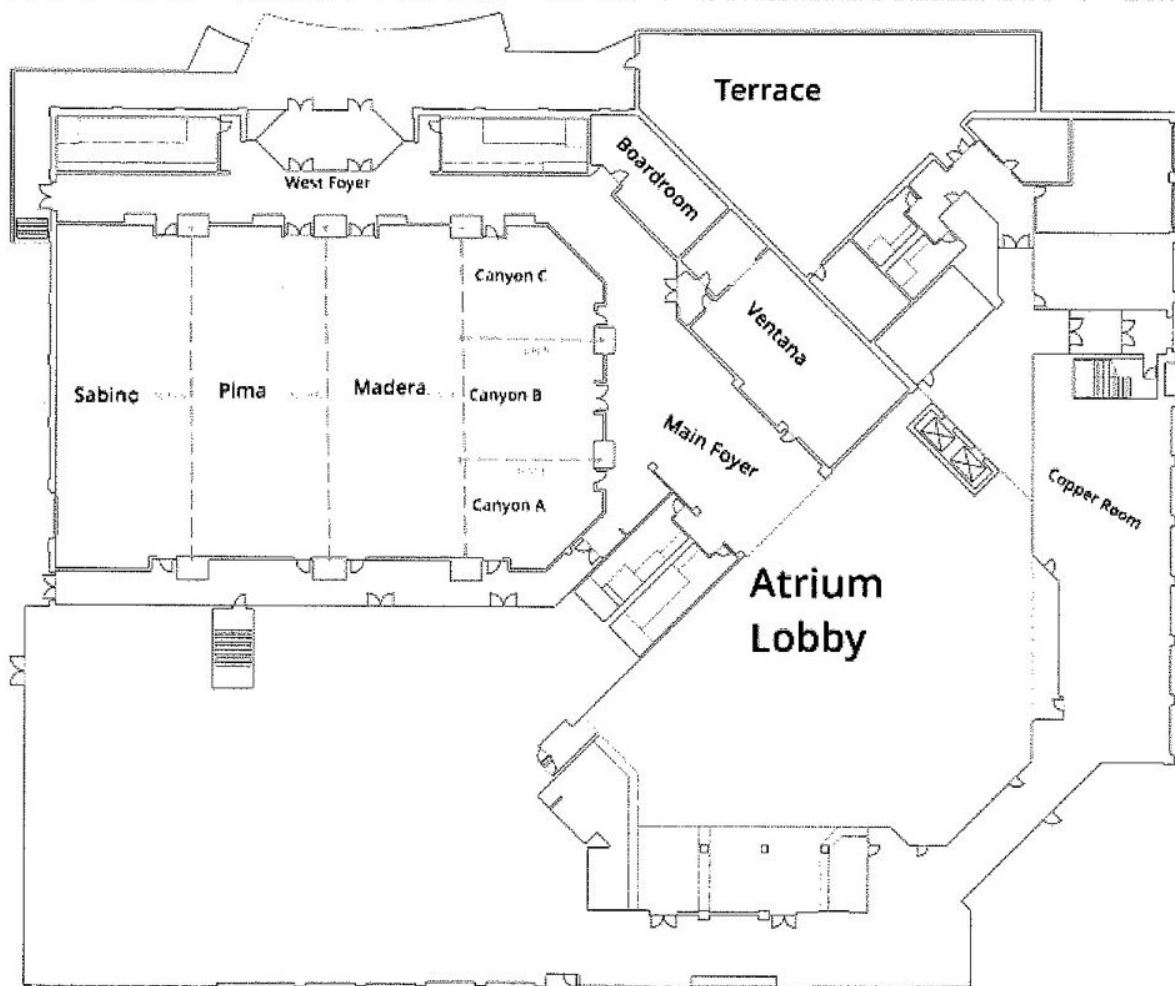 Terrace
Boardroom
West Foyer
Canyon C
Ventana
Sabino
Pima
Madera
Canyon B
Main Foyer
Copper Room
Canyon A
Atrium
Lobby